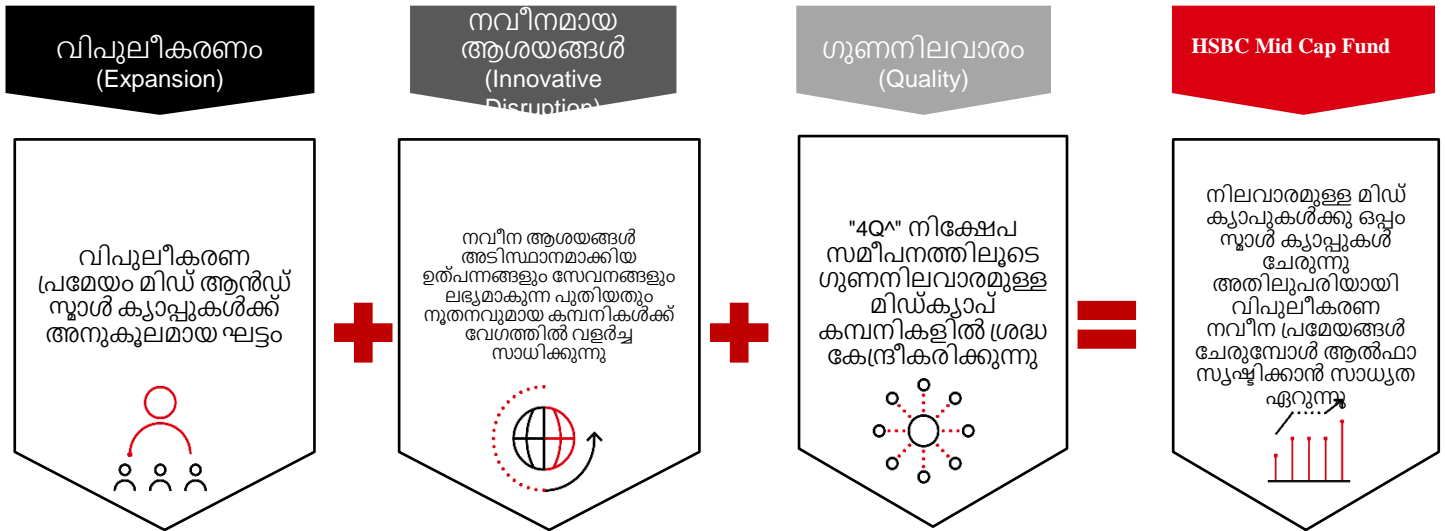 വിപുലീകരണം
(Expansion)
നവീനമായ
ആശയങ്ങൾ
(Innovative
Disruption)
ഗുണനിലവാരം
(Quality)
HSBC Mid Cap Fund
വിപുലീകരണ
പ്രമേയം മിഡ് ആൻഡ്
സ്മാൾ ക്യാപ്പുകൾക്ക്
അനുകൂലമായ ഘട്ടം
നവീന ആശയങ്ങൾ
അടിസ്ഥാനമാക്കിയ
ഉത്പന്നങ്ങളും സേവനങ്ങളും
ലഭ്യമാകുന്ന പുതിയതും
നൂതനവുമായ കമ്പനികൾക്ക്
വേഗത്തിൽ വളർച്ച
സാധിക്കുന്നു
"4Q^" നിക്ഷേപ
സമീപനത്തിലൂടെ
ഗുണനിലവാരമുള്ള
മിഡ്ക്യാപ്
കമ്പനികളിൽ ശ്രദ്ധ
കേന്ദ്രീകരിക്കുന്നു
നിലവാരമുള്ള മിഡ്
ക്യാപുകൾക്കു ഒപ്പം
സ്മാൾ ക്യാപ്പുകൾ
ചേരുന്നു
അതിലുപരിയായി
വിപുലീകരണ
നവീന പ്രമേയങ്ങൾ
ചേരുമ്പോൾ ആൽഫാ
സൃഷ്ടിക്കാൻ സാധ്യത
ഏറുന്നു